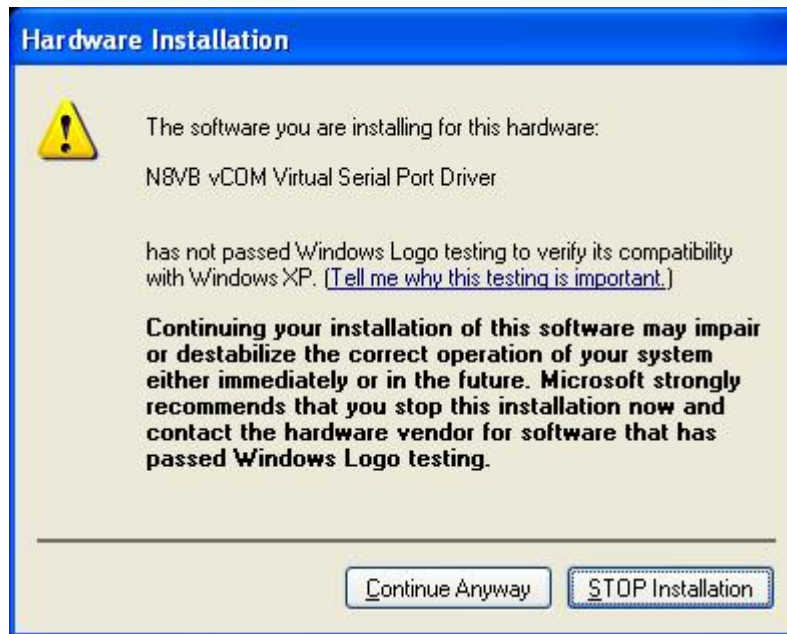 Hardware Installation
The software you are installing for this hardware:
N8VB vCOM Virtual Serial Port Driver
has not passed Windows Logo testing to verify its compatibility
with Windows XP. (Tell me why this testing is important.)
Continuing your installation of this software may impair
or destabilize the correct operation of your system
either immediately or in the future. Microsoft strongly
recommends that you stop this installation now and
contact the hardware vendor for software that has
passed Windows Logo testing.
Continue Anyway STOP Installation